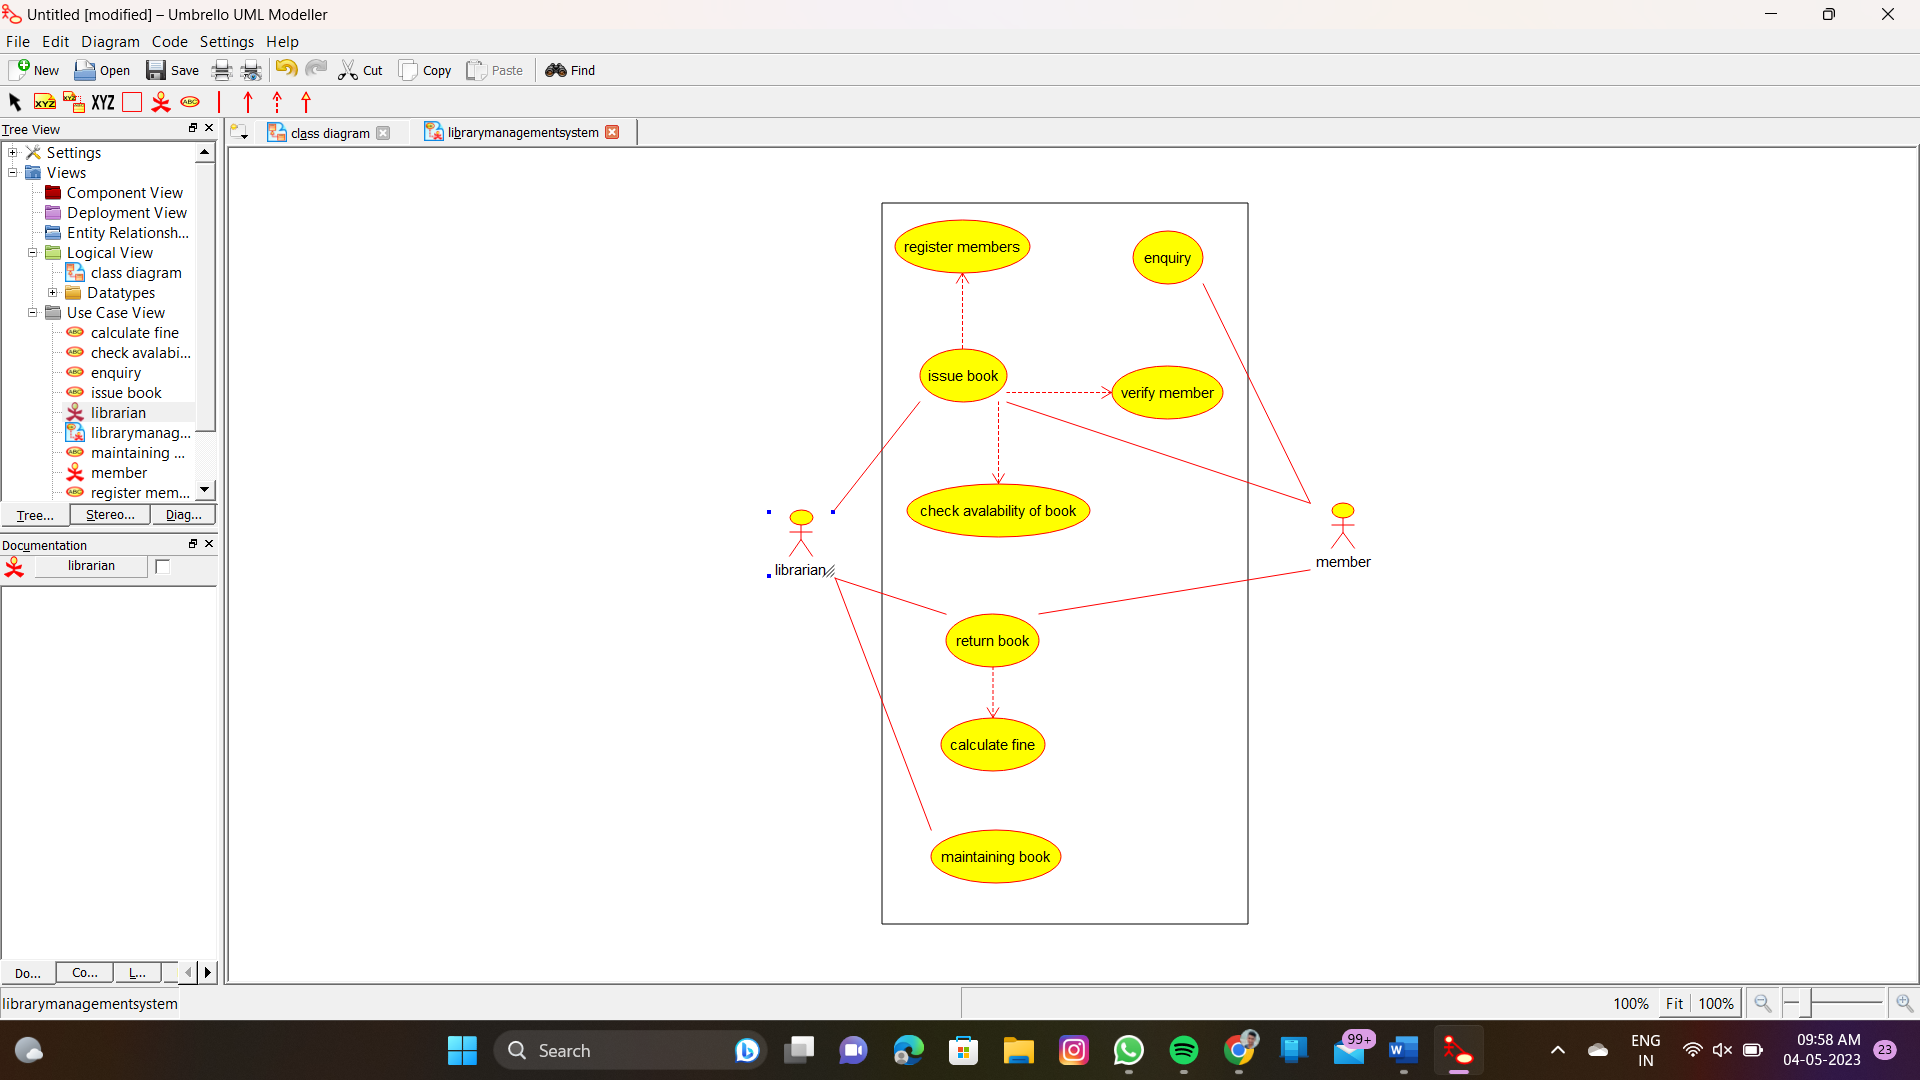 Untitled [modified] – Umbrello UML Modeller
File Edit Diagram Code Settings Help
New Open Save Cut Copy Paste Find
XYZ XYZ XYZ ABC
Tree View
class diagram librarymanagementsystem
Settings
Views
Component View
Deployment View
Entity Relationsh...
Logical View
class diagram
Datatypes
Use Case View
calculate fine
check avalabi...
enquiry
issue book
librarian
librarymanag...
maintaining ...
member
register mem...
Tree... Stereo... Diag...
Documentation
librarian
Do... Co... L...
register members
enquiry
issue book
verify member
check avalability of book
librarian
member
return book
calculate fine
maintaining book
librarymanagementsystem
100% Fit 100%
Search
99+
ENG
IN
09:58 AM
04-05-2023
23